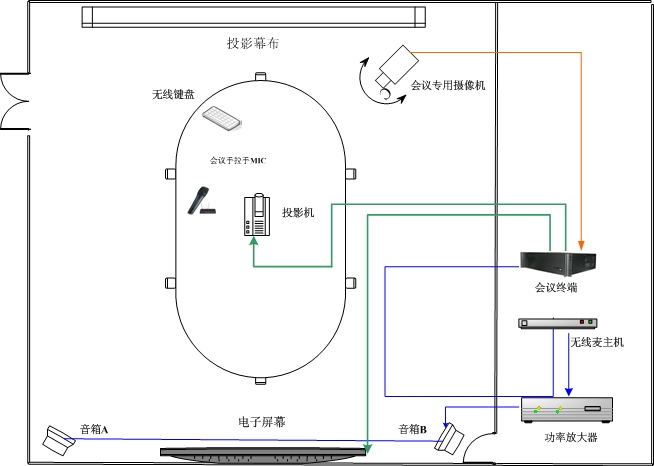 投影幕布
会议专用摄像机
无线键盘
会议手拉手MIC
投影机
会议终端
无线麦主机
电子屏幕
音箱A
音箱B
功率放大器